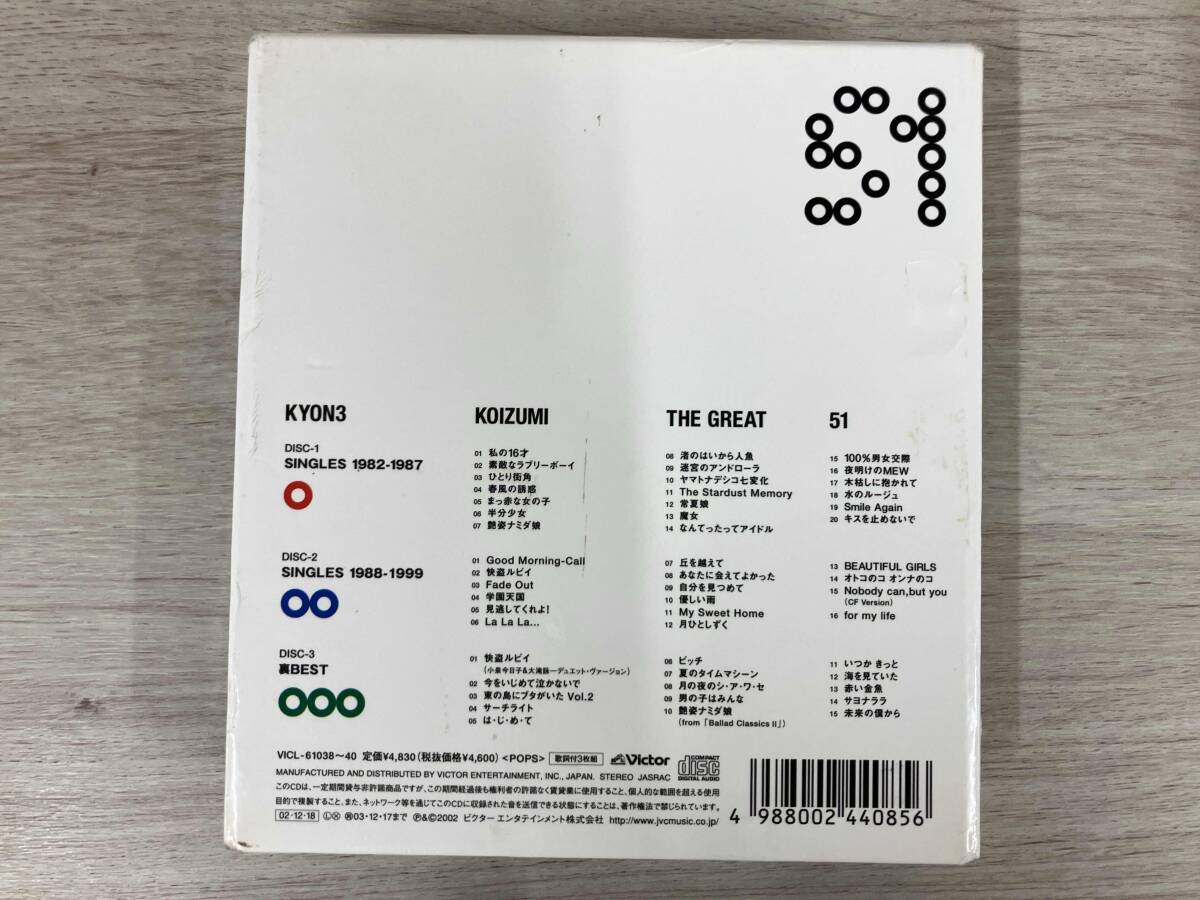 51
KYON3
KOIZUMI
THE GREAT
51
DISC-1
SINGLES 1982-1987
01 私の16才
02 素敵なラブリーボーイ
03 ひとり街角
04 春風の誘惑
05 まっ赤な女の子
06 半分少女
07 艶姿ナミダ娘
08 渚のはいから人魚
09 迷宮のアンドローラ
10 ヤマトナデシコ七変化
11 The Stardust Memory
12 常夏娘
13 魔女
14 なんてったってアイドル
15 100%男女交際
16 夜明けのMEW
17 木枯しに抱かれて
18 水のルージュ
19 Smile Again
20 キスを止めないで
DISC-2
SINGLES 1988-1999
01 Good Morning-Call
02 快盗ルビイ
03 Fade Out
04 学園天国
05 見逃してくれよ!
06 La La La...
07 丘を越えて
08 あなたに会えてよかった
09 自分を見つめて
10 優しい雨
11 My Sweet Home
12 月ひとしずく
13 BEAUTIFUL GIRLS
14 オトコのコ オンナのコ
15 Nobody can,but you
(CF Version)
16 for my life
DISC-3
裏BEST
01 快盗ルビイ
(小泉今日子&大滝詠一デュエット・ヴァージョン)
02 今をいじめて泣かないで
03 東の島にブタがいた Vol.2
04 サーチライト
05 は・じ・め・て
06 ビッチ
07 夏のタイムマシーン
08 月の夜のシ・ア・ワ・セ
09 男の子はみんな
10 艶姿ナミダ娘
(from「Ballad Classics II」)
11 いつか きっと
12 海を見ていた
13 赤い金魚
14 サヨナララ
15 未来の僕から
VICL-61038~40 定価¥4,830(税抜価格¥4,600)<POPS> 歌詞付3枚組 Victor COMPACT disc DIGITAL AUDIO
MANUFACTURED AND DISTRIBUTED BY VICTOR ENTERTAINMENT, INC., JAPAN. STEREO JASRAC
このCDは、一定期間貸与非許諾商品ですが、この期間経過後も権利者の許諾なく賃貸業に使用すること、個人的な範囲を超える使用
目的で複製すること、また、ネットワーク等を通じてこのCDに収録された音を送信できる状態にすることは、著作権法で禁じられています。
02・12・18 Ⓛ 03・12・17まで ℗&©2002 ビクター エンタテインメント株式会社 http://www.jvcmusic.co.jp/
4 988002 440856